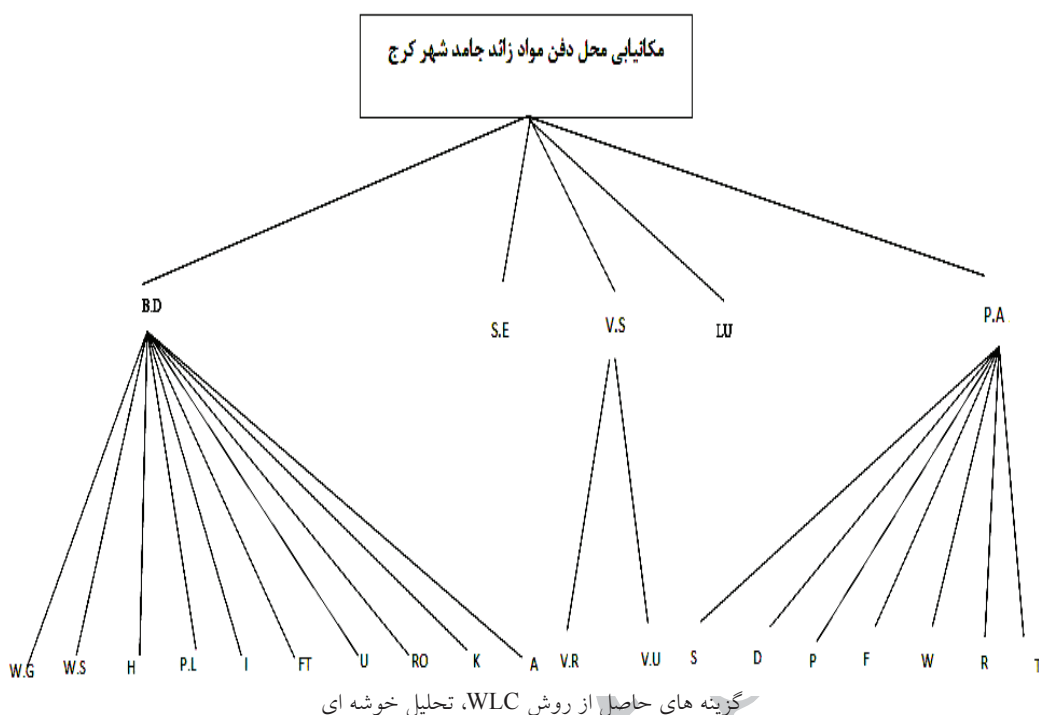 مکانیابی محل دفن مواد زائد جامد شهر کرج
B.D
S.E
V.S
LU
P.A
W.G
W.S
H
P.L
I
FT
U
RO
K
A
V.R
V.U
S
D
P
F
W
R
T
گزینه های حاصل از روش WLC، تحلیل خوشه ای